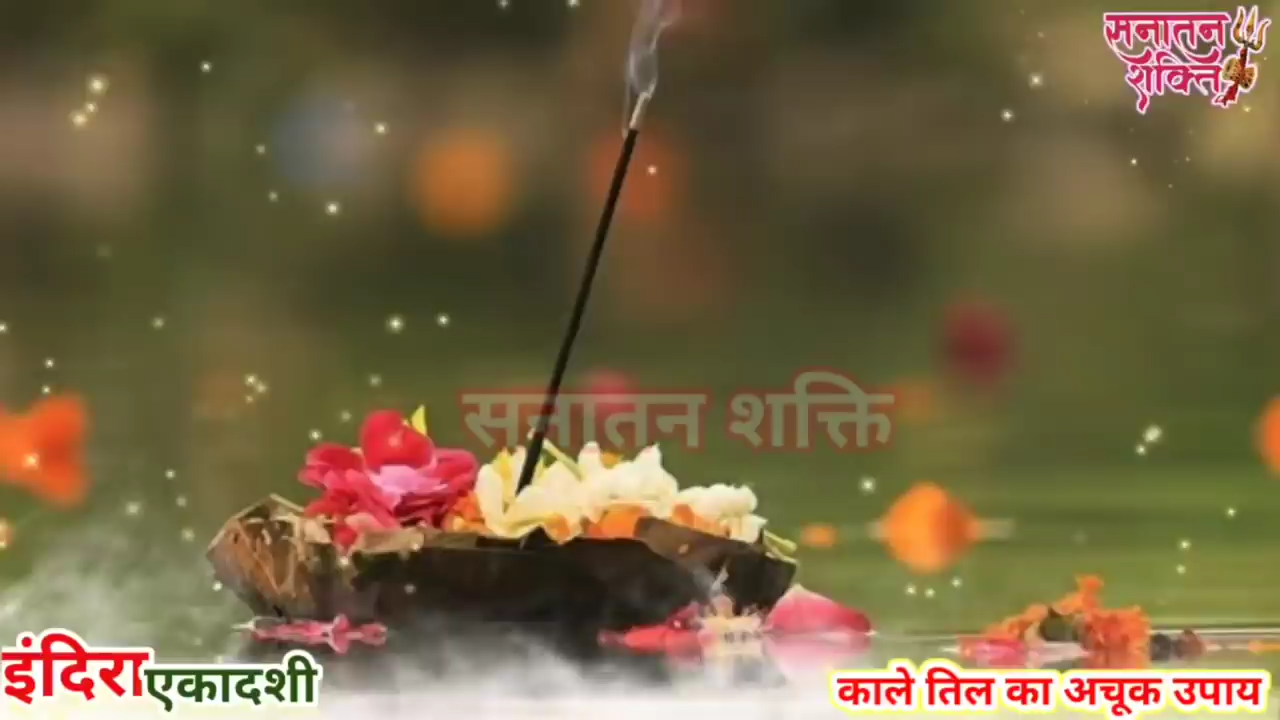 सनातन
शक्ति
सनातन शक्ति
इंदिरा एकादशी
काले तिल का अचूक उपाय